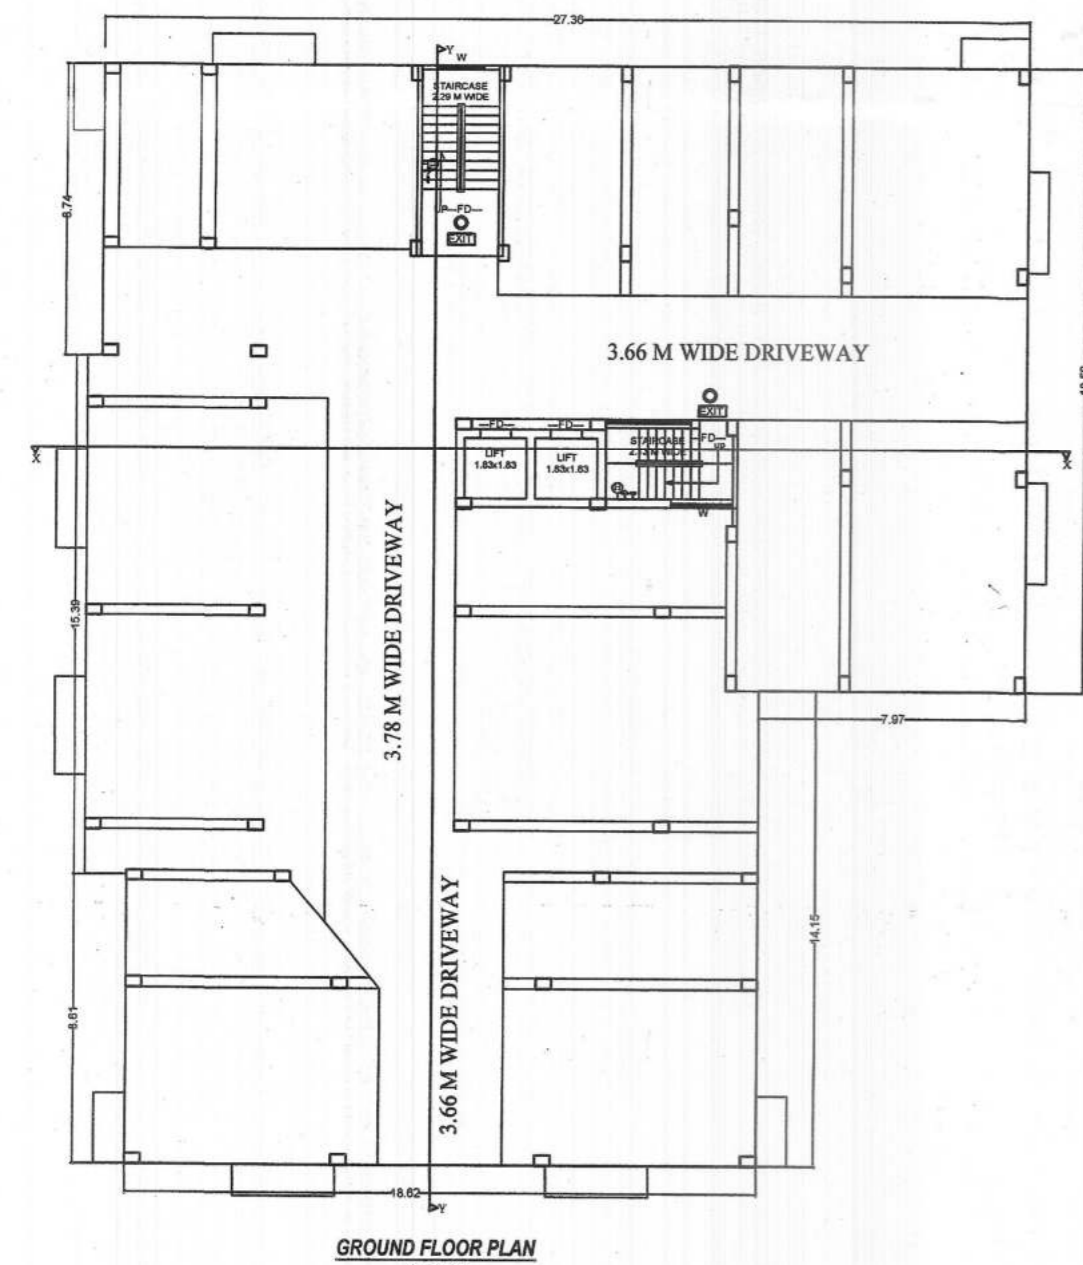 27.36
Y
W
STAIRCASE
2.29 M WIDE
8.74
UP
FD
EXIT
3.66 M WIDE DRIVEWAY
EXIT
FD
FD
FD
UP
STAIRCASE
LIFT
1.83x1.83
LIFT
1.83x1.83
X
X
W
3.78 M WIDE DRIVEWAY
15.39
7.97
3.66 M WIDE DRIVEWAY
14.15
8.61
18.62
Y
GROUND FLOOR PLAN